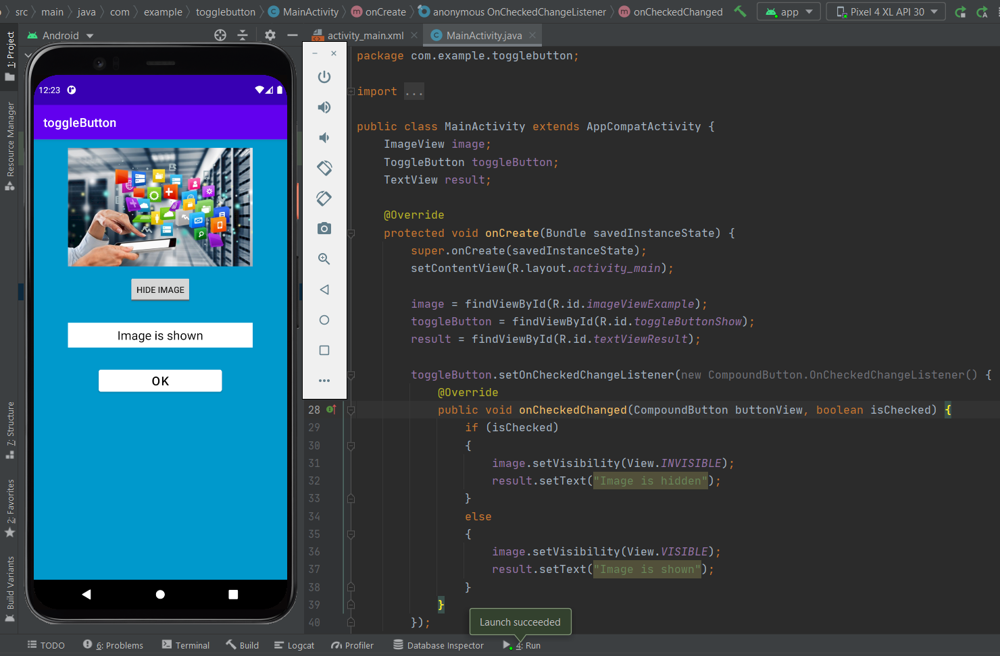 src main java com example togglebutton MainActivity onCreate anonymous OnCheckedChangeListener onCheckedChanged app Pixel 4 XL API 30
Android
activity_main.xml
MainActivity.java
1: Project
Resource Manager
7: Structure
2: Favorites
Build Variants
12:23
toggleButton
HIDE IMAGE
Image is shown
OK
package com.example.togglebutton;
import ...
public class MainActivity extends AppCompatActivity {
ImageView image;
ToggleButton toggleButton;
TextView result;
@Override
protected void onCreate(Bundle savedInstanceState) {
super.onCreate(savedInstanceState);
setContentView(R.layout.activity_main);
image = findViewById(R.id.imageViewExample);
toggleButton = findViewById(R.id.toggleButtonShow);
result = findViewById(R.id.textViewResult);
toggleButton.setOnCheckedChangeListener(new CompoundButton.OnCheckedChangeListener() {
@Override
28 public void onCheckedChanged(CompoundButton buttonView, boolean isChecked) {
29 if (isChecked)
30 {
31 image.setVisibility(View.INVISIBLE);
32 result.setText("Image is hidden");
33 }
34 else
35 {
36 image.setVisibility(View.VISIBLE);
37 result.setText("Image is shown");
38 }
39 }
40 });
Launch succeeded
TODO 6: Problems Terminal Build Logcat Profiler Database Inspector 4: Run